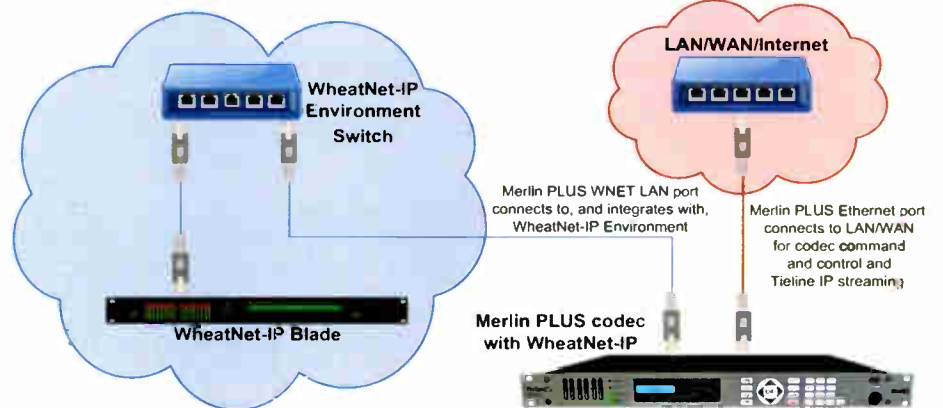 WheatNet-IP
Environment
Switch
LAN/WAN/Internet
Merlin PLUS WNET LAN port
connects to, and integrates with,
WheatNet-IP Environment
Merlin PLUS Ethernet port
connects to LAN/WAN
for codec command
and control and
Tieline IP streaming
WheatNet-IP Blade
Merlin PLUS codec
with WheatNet-IP